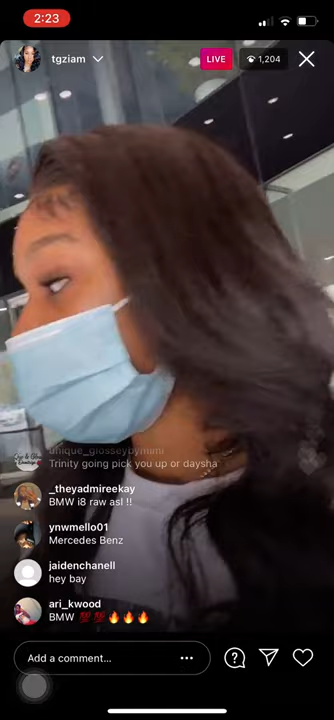 2:23
tgziam
LIVE
1,204
unique_glosseybymimi
Trinity going pick you up or daysha
_theyadmireekay
BMW i8 raw asl !!
ynwmello01
Mercedes Benz
jaidenchanell
hey bay
ari_kwood
BMW 💯💯🔥🔥🔥
Add a comment...